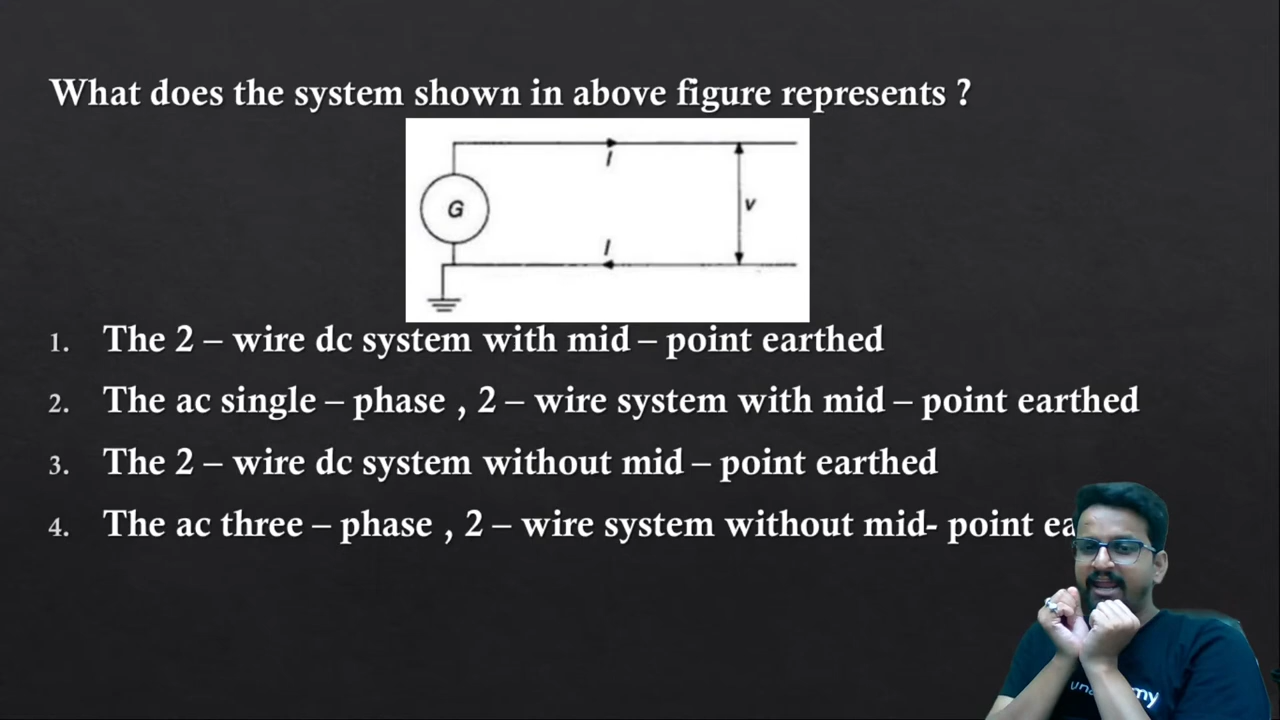 What does the system shown in above figure represents ?
I
G
V
I
1. The 2 – wire dc system with mid – point earthed
2. The ac single – phase , 2 – wire system with mid – point earthed
3. The 2 – wire dc system without mid – point earthed
4. The ac three – phase , 2 – wire system without mid- point